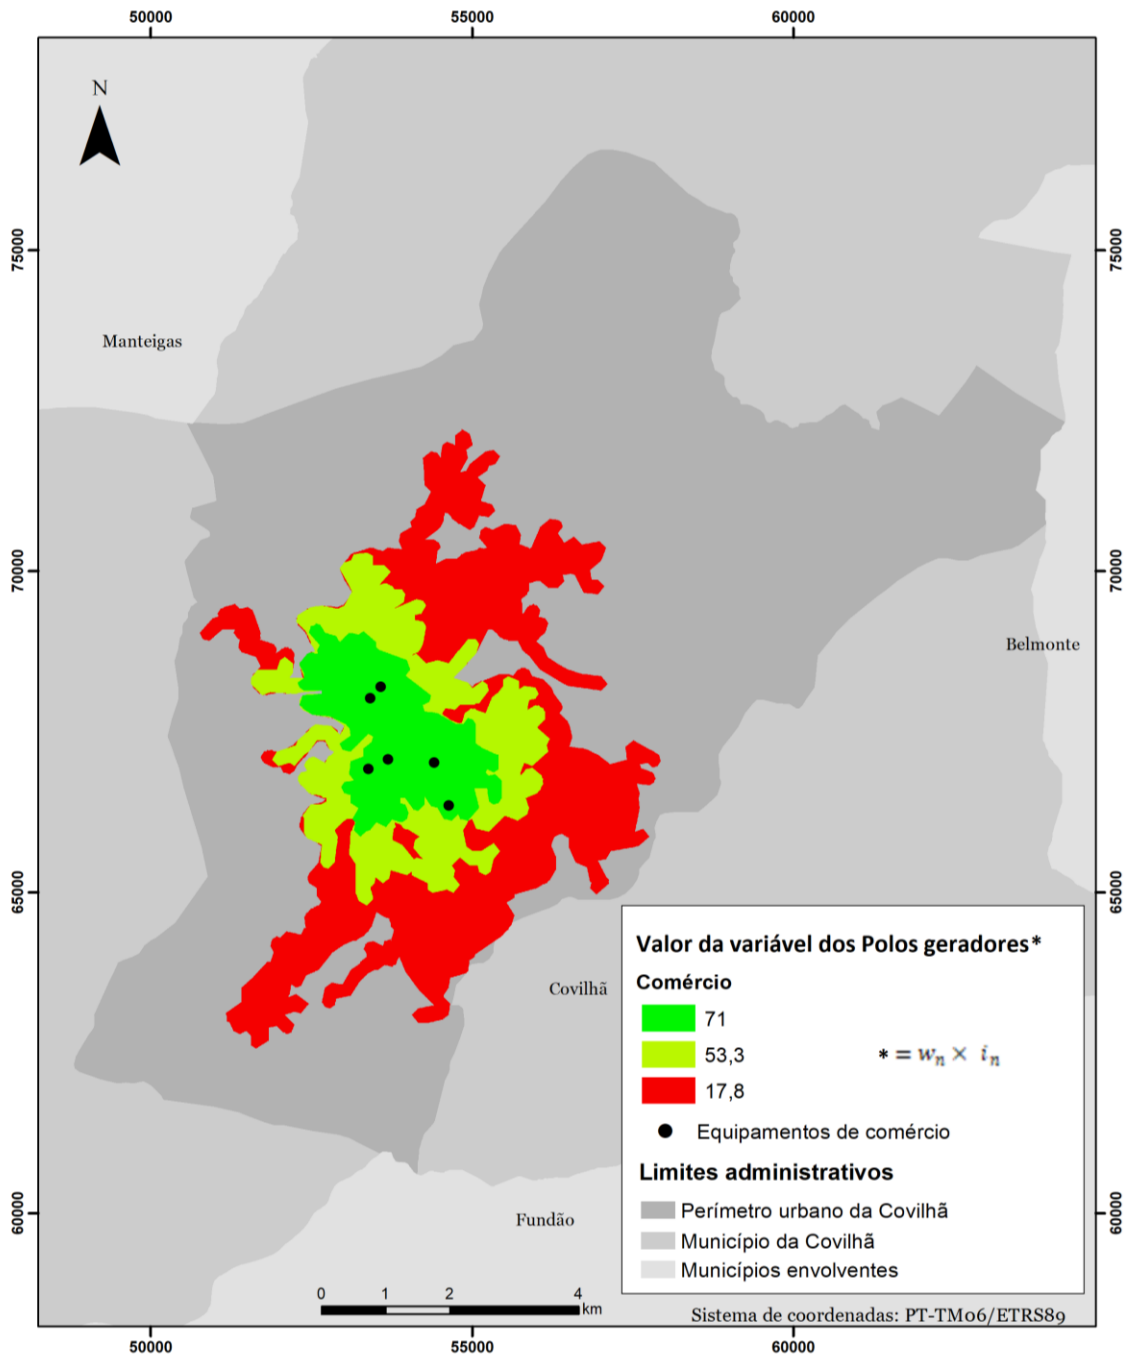 50000 55000 60000
N
75000 75000
Manteigas
70000 70000
Belmonte
65000 65000
Covilhã
Valor da variável dos Polos geradores*
Comércio
71
53,3
* = wₙ × iₙ
17,8
Equipamentos de comércio
Limites administrativos
Perímetro urbano da Covilhã
Município da Covilhã
Municípios envolventes
60000 60000
Fundão
0 1 2 4
km
Sistema de coordenadas: PT-TM06/ETRS89
50000 55000 60000